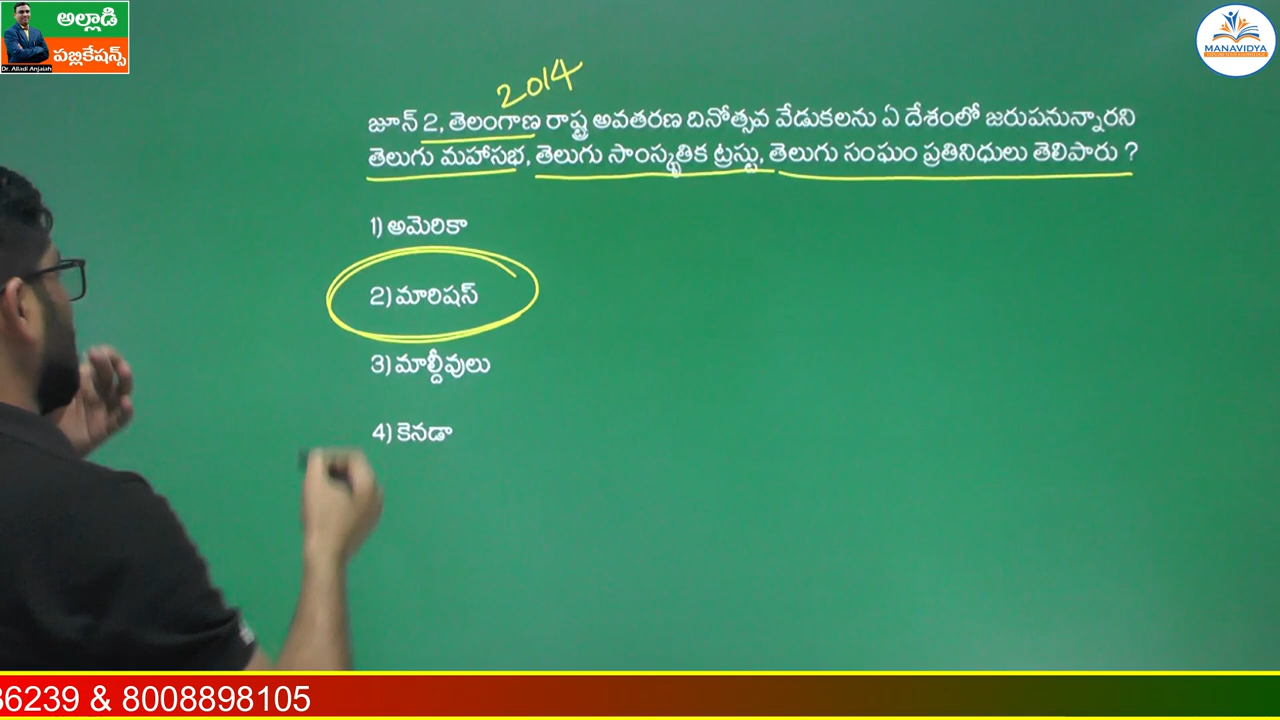 అల్లాడి
పబ్లికేషన్స్
Dr. Alladi Anjaiah
MANAVIDYA
2014
జూన్ 2, తెలంగాణ రాష్ట్ర అవతరణ దినోత్సవ వేడుకలను ఏ దేశంలో జరుపనున్నారని
తెలుగు మహాసభ, తెలుగు సాంస్కృతిక ట్రస్టు, తెలుగు సంఘం ప్రతినిధులు తెలిపారు ?
1) అమెరికా
2) మారిషస్
3) మాల్దీవులు
4) కెనడా
36239 & 8008898105